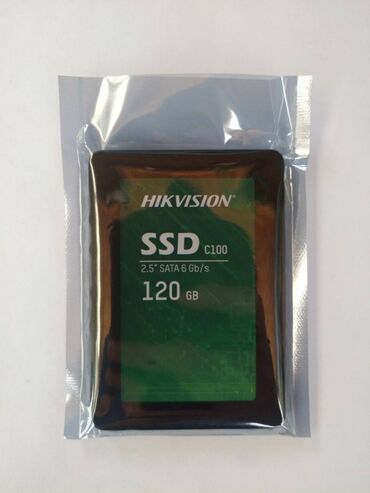 HIKVISION
SSD C100
2.5" SATA 6 Gb/s
120 GB